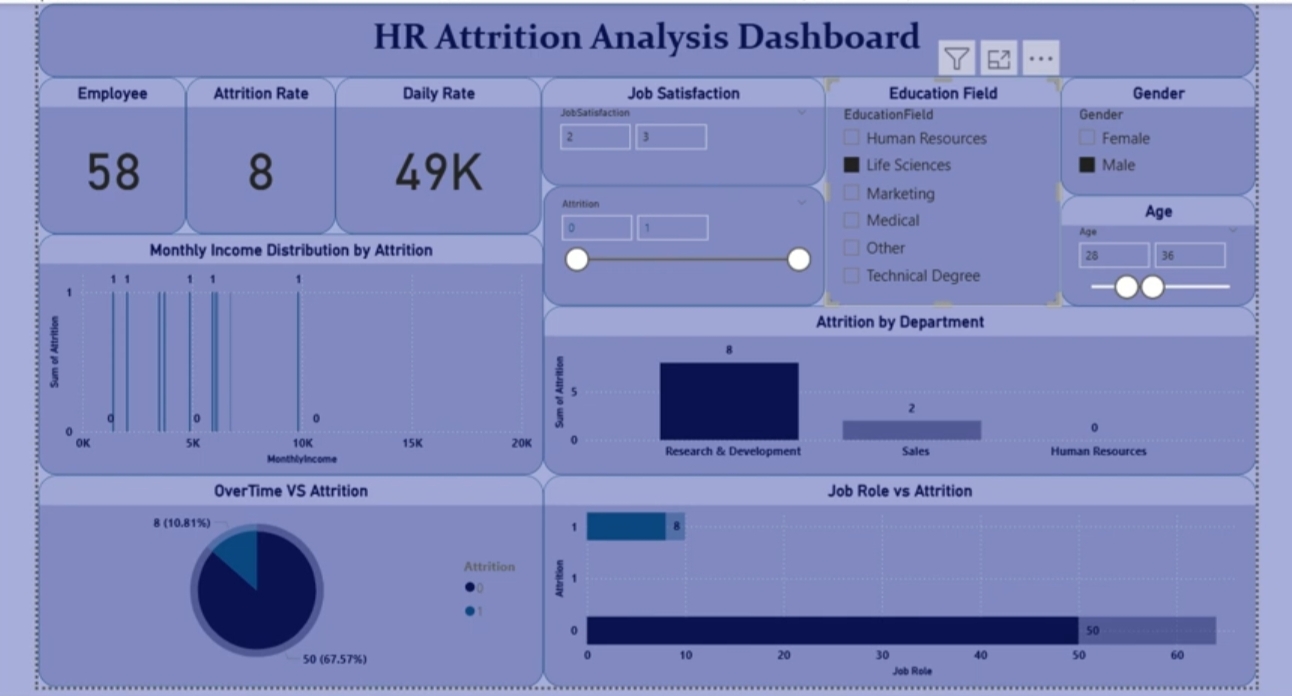 HR Attrition Analysis Dashboard
Employee
58
Attrition Rate
8
Daily Rate
49K
Job Satisfaction
JobSatisfaction
2
3
Attrition
0
1
Education Field
EducationField
Human Resources
Life Sciences
Marketing
Medical
Other
Technical Degree
Gender
Gender
Female
Male
Age
Age
28
36
Monthly Income Distribution by Attrition
1 1 1 1 1
Sum of Attrition
1
0
0 0 0
0K 5K 10K 15K 20K
MonthlyIncome
Attrition by Department
Sum of Attrition
5
0
8
2
0
Research & Development Sales Human Resources
OverTime VS Attrition
8 (10.81%)
50 (67.57%)
Attrition
0
1
Job Role vs Attrition
Attrition
1
8
1
0
50
0 10 20 30 40 50 60
Job Role